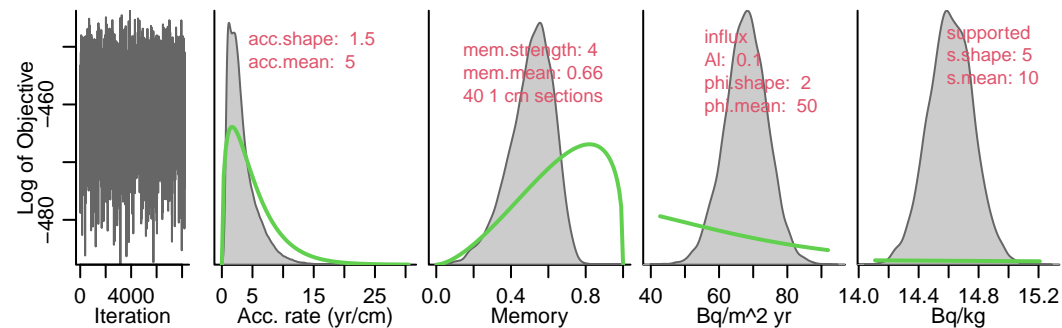 Log of Objective
−480
−460
0
4000
Iteration
acc.shape: 1.5
acc.mean: 5
0
5
15
25
Acc. rate (yr/cm)
mem.strength: 4
mem.mean: 0.66
40 1 cm sections
0.0
0.4
0.8
Memory
influx
Al: 0.1
phi.shape: 2
phi.mean: 50
40
60
80
Bq/m^2 yr
supported
s.shape: 5
s.mean: 10
14.0
14.4
14.8
15.2
Bq/kg